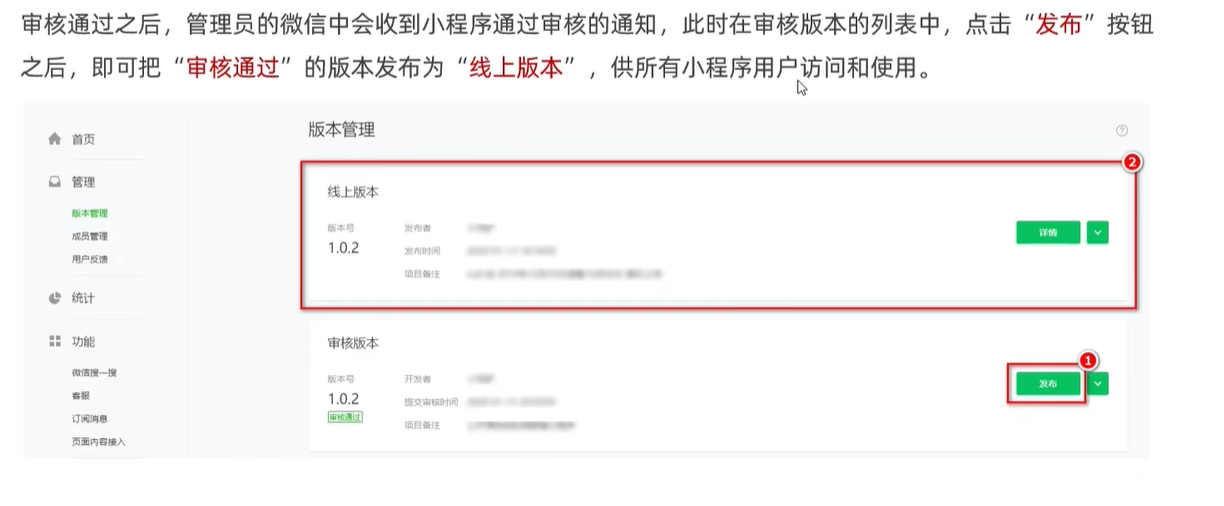 审核通过之后，管理员的微信中会收到小程序通过审核的通知，此时在审核版本的列表中，点击“发布”按钮
之后，即可把“审核通过”的版本发布为“线上版本”，供所有小程序用户访问和使用。
首页
管理
版本管理
成员管理
用户反馈
统计
功能
微信搜一搜
客服
订阅消息
页面内容接入
版本管理
?
2
线上版本
版本号
1.0.2
发布者
发布时间
项目备注
详情
审核版本
1
版本号
1.0.2
审核通过
开发者
提交审核时间
项目备注
发布